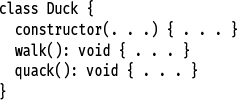 class Duck {
  constructor(. . .) { . . . }
  walk(): void { . . . }
  quack(): void { . . . }
}